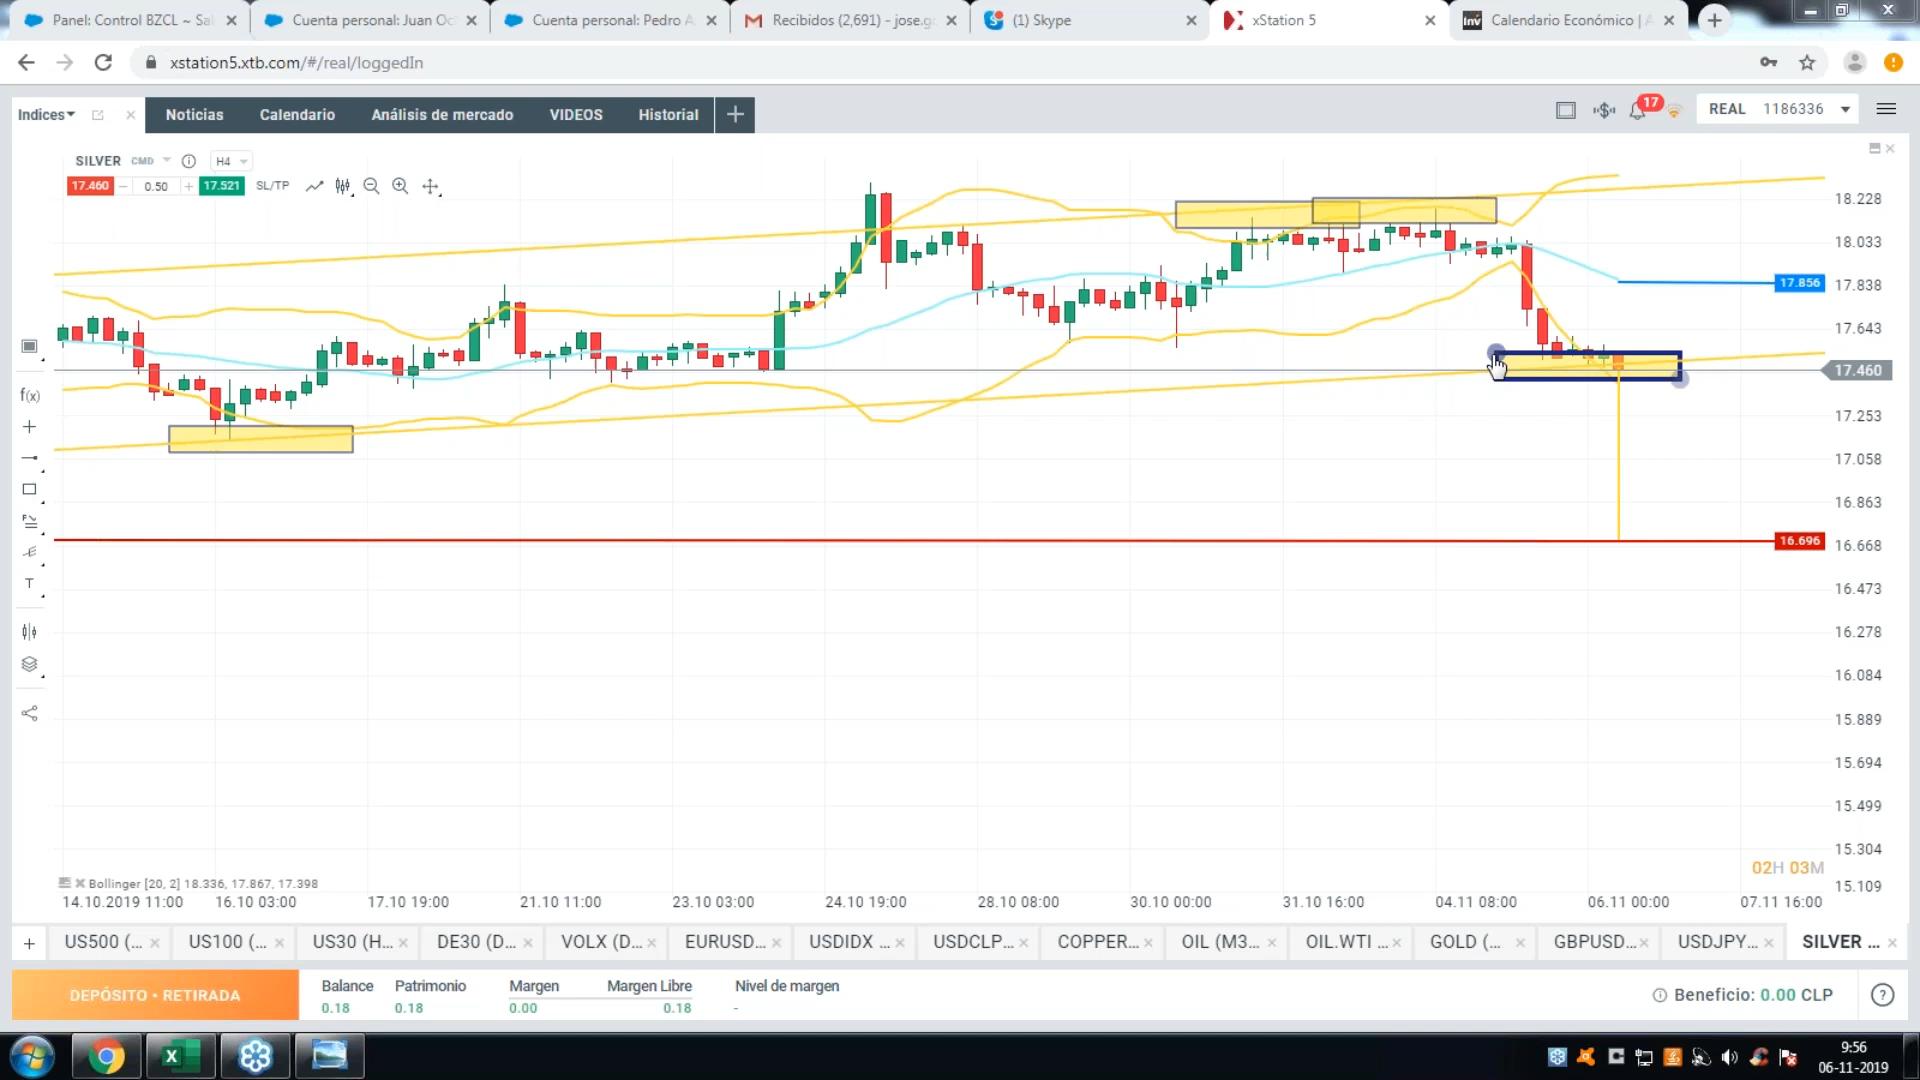 Panel: Control BZCL ~ Sal
Cuenta personal: Juan Oc
Cuenta personal: Pedro A
Recibidos (2,691) - jose.g
(1) Skype
xStation 5
Calendario Económico |
xstation5.xtb.com/#/real/loggedIn
Indices
Noticias
Calendario
Análisis de mercado
VIDEOS
Historial
17
REAL 1186336
SILVER CMD
H4
17.460
0.50
17.521
SL/TP
18.228
18.033
17.856
17.838
17.643
17.460
17.253
17.058
16.863
16.696
16.668
16.473
16.278
16.084
15.889
15.694
15.499
15.304
15.109
f(x)
T
02H 03M
Bollinger [20, 2] 18.336, 17.867, 17.398
14.10.2019 11:00
16.10 03:00
17.10 19:00
21.10 11:00
23.10 03:00
24.10 19:00
28.10 08:00
30.10 00:00
31.10 16:00
04.11 08:00
06.11 00:00
07.11 16:00
US500 (...
US100 (...
US30 (H...
DE30 (D...
VOLX (D...
EURUSD...
USDIDX ...
USDCLP...
COPPER...
OIL (M3...
OIL.WTI ...
GOLD (...
GBPUSD...
USDJPY...
SILVER ...
DEPÓSITO • RETIRADA
Balance
Patrimonio
Margen
Margen Libre
Nivel de margen
0.18
0.18
0.00
0.18
-
Beneficio: 0.00 CLP
9:56
06-11-2019